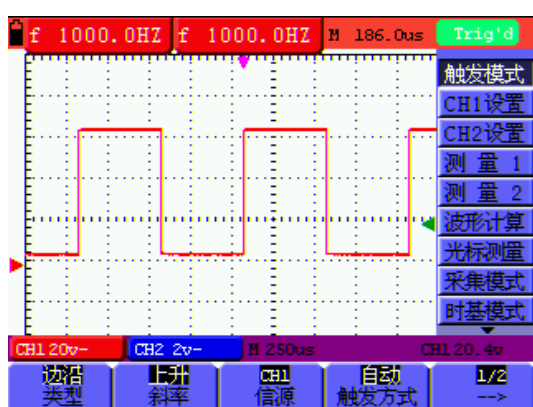 f 1000.0HZ f 1000.0HZ M 186.0us Trig'd
触发模式
CH1设置
CH2设置
测 量 1
测 量 2
波形计算
光标测量
采集模式
时基模式
CH1 20v- CH2 2v- M 250us CH1 20.4v
边沿 上升 CH1 自动 1/2
类型 斜率 信源 触发方式 -->